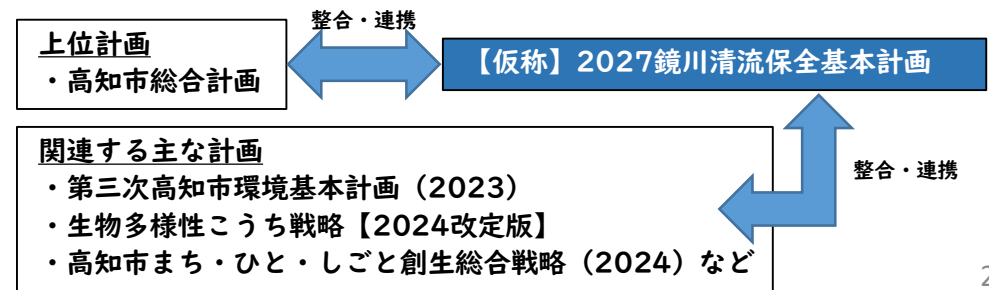 整合・連携
上位計画
・高知市総合計画
【仮称】2027鏡川清流保全基本計画
関連する主な計画
・第三次高知市環境基本計画（2023）
・生物多様性こうち戦略【2024改定版】
・高知市まち・ひと・しごと創生総合戦略（2024）など
整合・連携
2